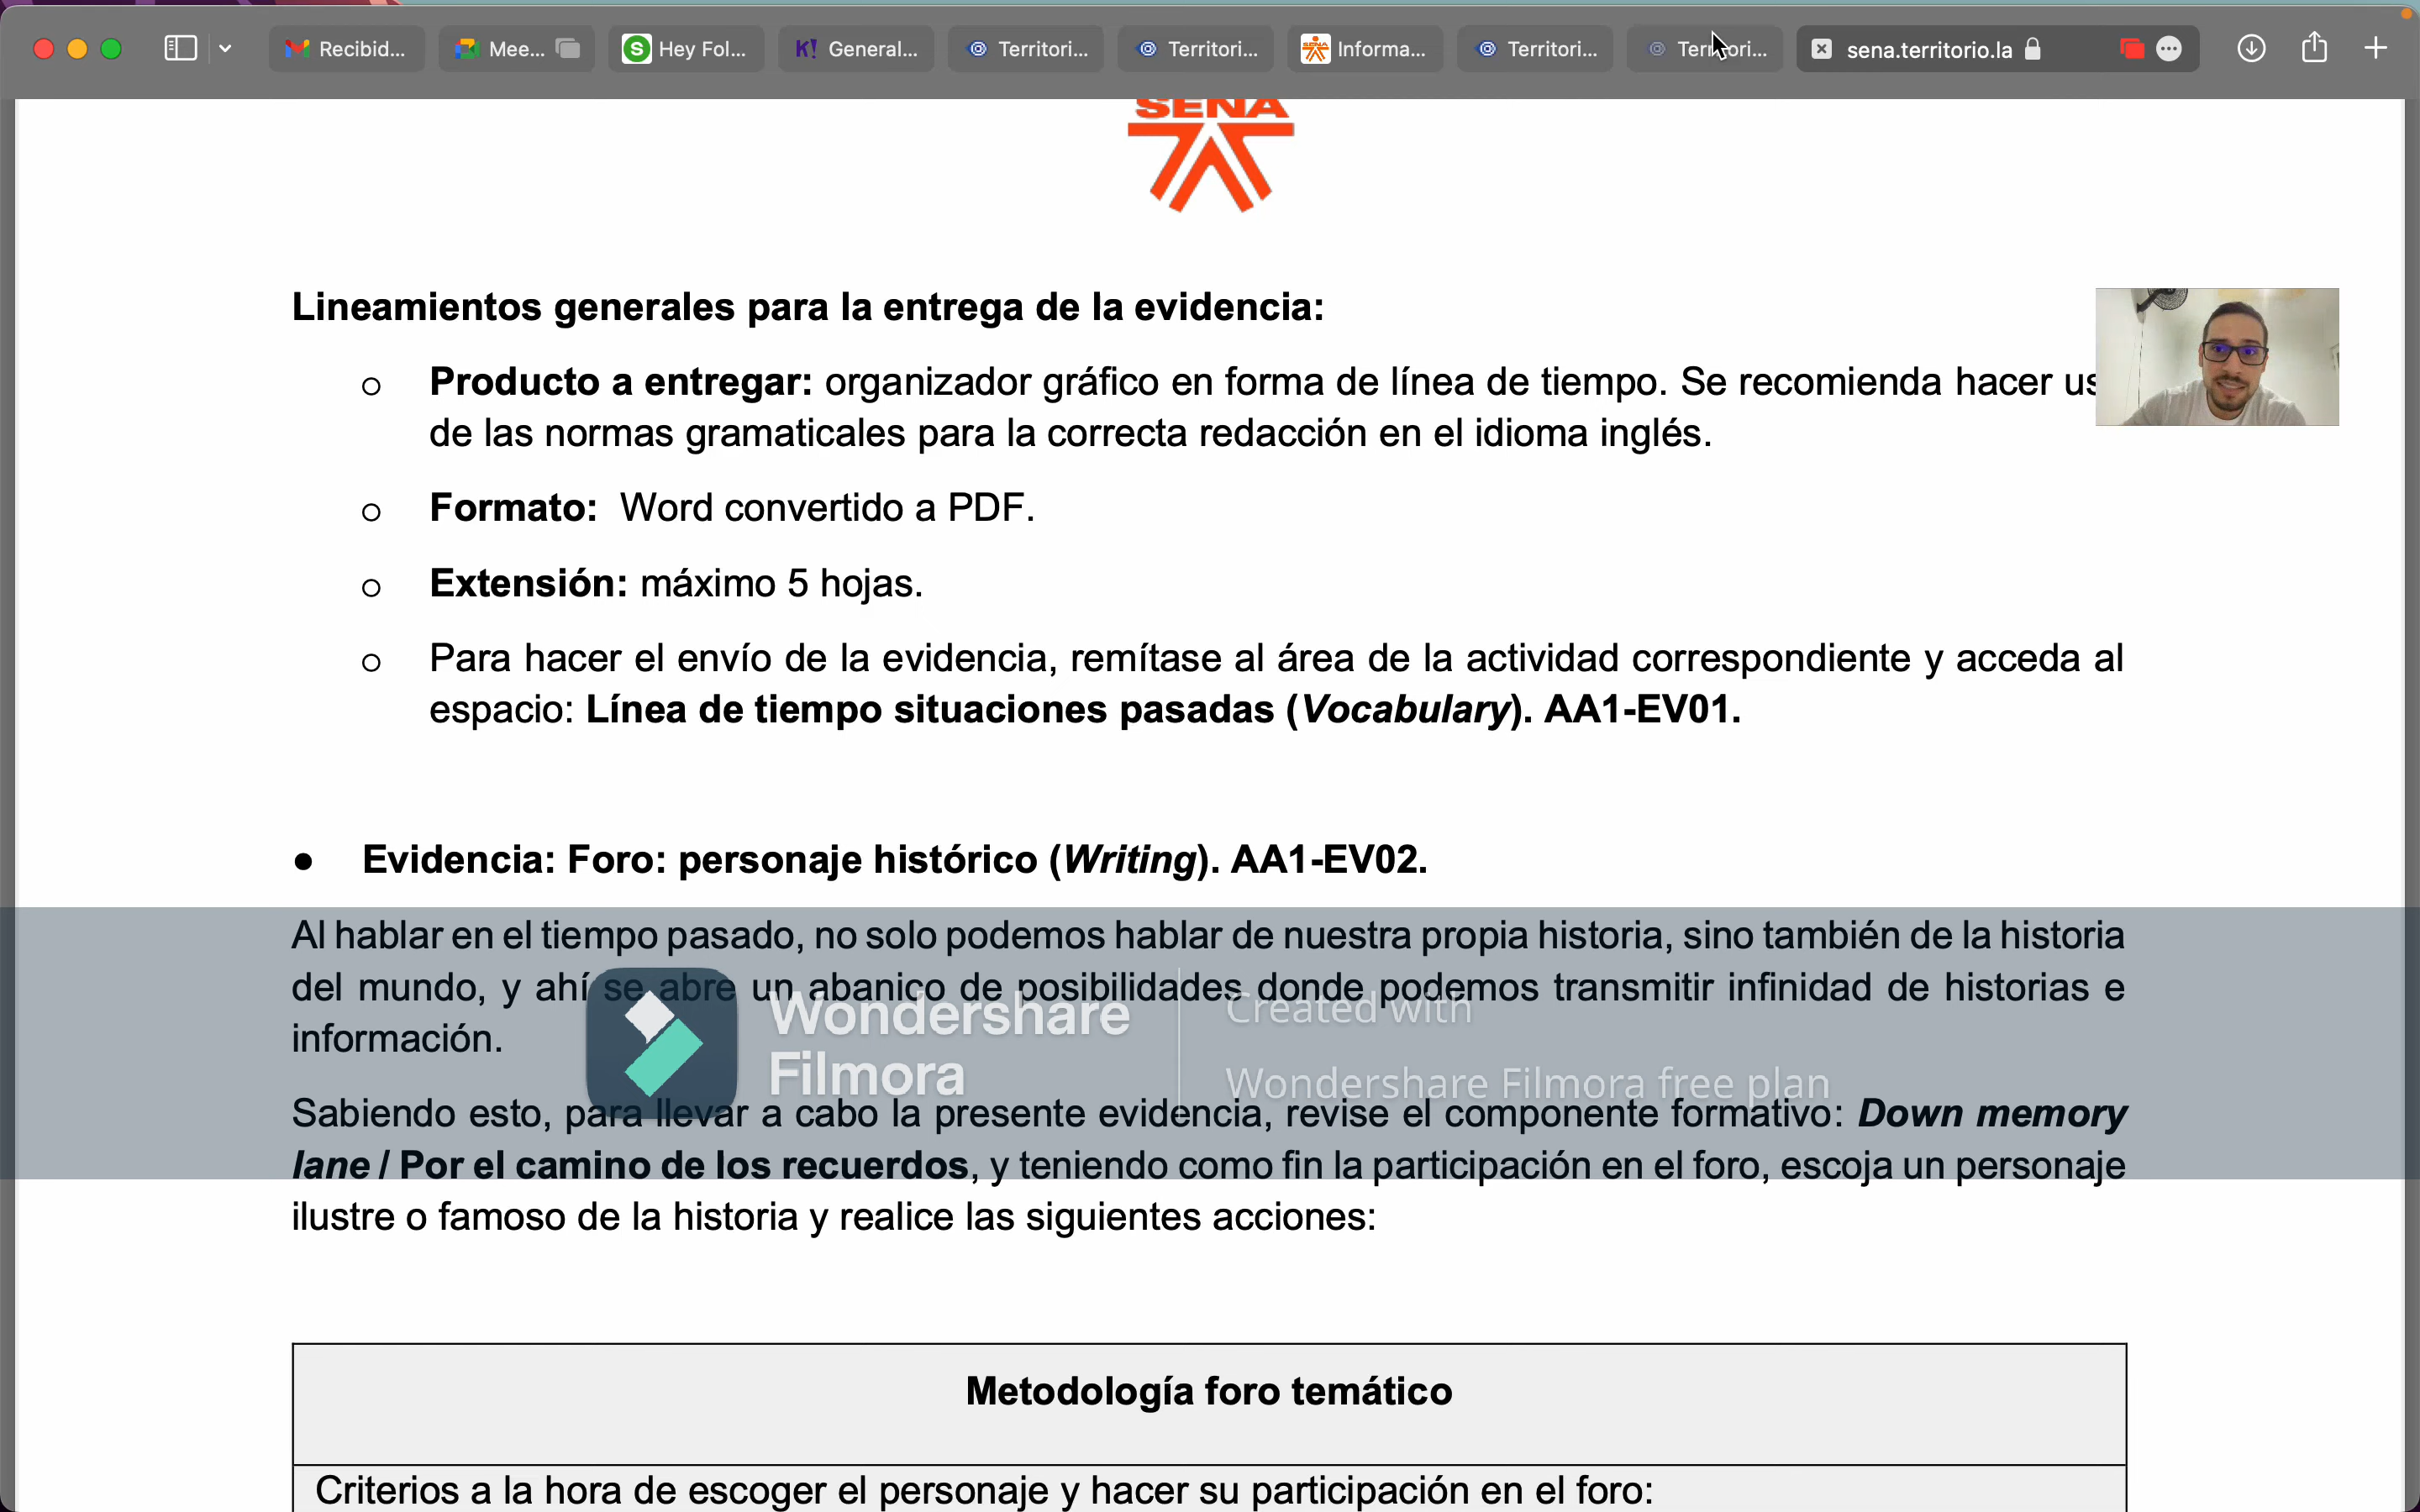 Recibid...
Mee...
S Hey Fol...
K! General...
Territori...
Territori...
SENA Informa...
Territori...
sena.territorio.la
SENA
Lineamientos generales para la entrega de la evidencia:
Producto a entregar: organizador gráfico en forma de línea de tiempo. Se recomienda hacer
de las normas gramaticales para la correcta redacción en el idioma inglés.
Formato: Word convertido a PDF.
Extensión: máximo 5 hojas.
Para hacer el envío de la evidencia, remítase al área de la actividad correspondiente y acceda al
espacio: Línea de tiempo situaciones pasadas (Vocabulary). AA1-EV01.
Evidencia: Foro: personaje histórico (Writing). AA1-EV02.
Al hablar en el tiempo pasado, no solo podemos hablar de nuestra propia historia, sino también de la historia
del mundo, y ahí se abre un abanico de posibilidades donde podemos transmitir infinidad de historias e
información.
Wondershare
Filmora
Created with
Wondershare Filmora free plan
Sabiendo esto, para llevar a cabo la presente evidencia, revise el componente formativo: Down memory
lane / Por el camino de los recuerdos, y teniendo como fin la participación en el foro, escoja un personaje
ilustre o famoso de la historia y realice las siguientes acciones:
Metodología foro temático
Criterios a la hora de escoger el personaje y hacer su participación en el foro: